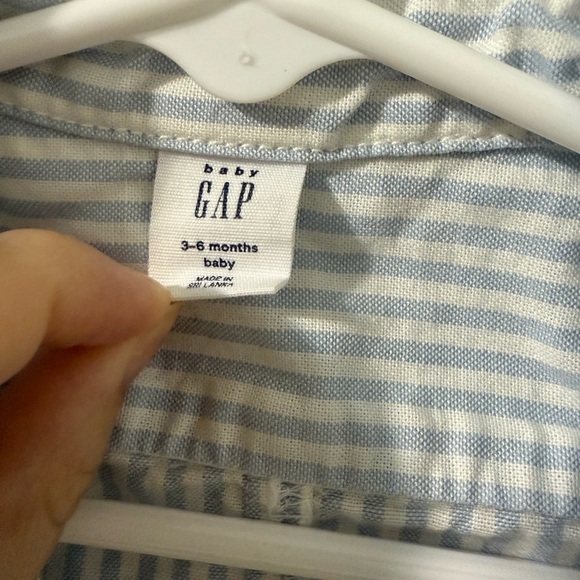 baby
GAP
3-6 months
baby
MADE IN
SRI LANKA